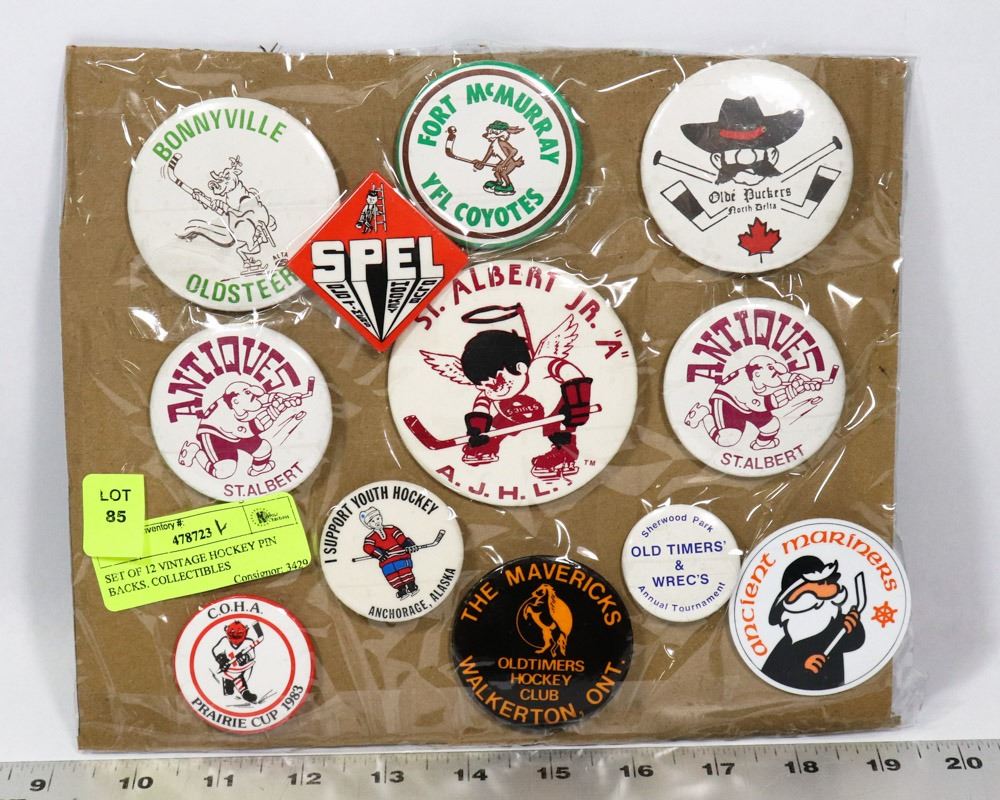 BONNYVILLE
OLDSTEERS
ALTA
FORT McMURRAY
YFL COYOTES
Olde Puckers
North Delta
SPEL
ST. ALBERT JR. "A"
SAINTS
A.J.H.L.
TM
ANTIQUES
9
ST. ALBERT
ANTIQUES
9
ST. ALBERT
LOT
85
Inventory #:
478723
SET OF 12 VINTAGE HOCKEY PIN
BACKS, COLLECTIBLES
Consignor: 3429
I SUPPORT YOUTH HOCKEY
ANCHORAGE, ALASKA
Sherwood Park
OLD TIMERS'
&
WREC'S
Annual Tournament
ancient mariners
C.O.H.A.
PRAIRIE CUP 1983
THE MAVERICKS
OLDTIMERS
HOCKEY
CLUB
WALKERTON, ONT.
9 10 11 12 13 14 15 16 17 18 19 20